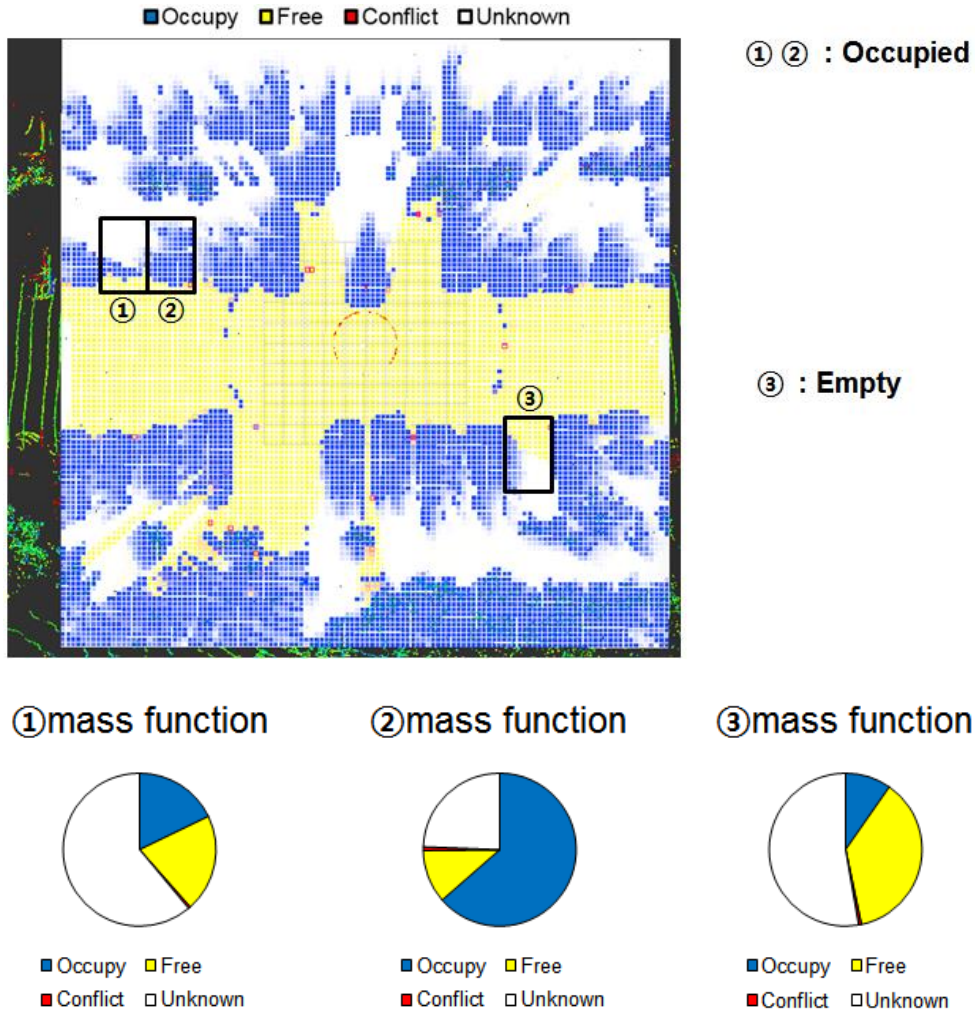 Occupy Free Conflict Unknown
① ② : Occupied
① ②
③ : Empty
③
①mass function ②mass function ③mass function
Occupy Free Occupy Free Occupy Free
Conflict Unknown Conflict Unknown Conflict Unknown